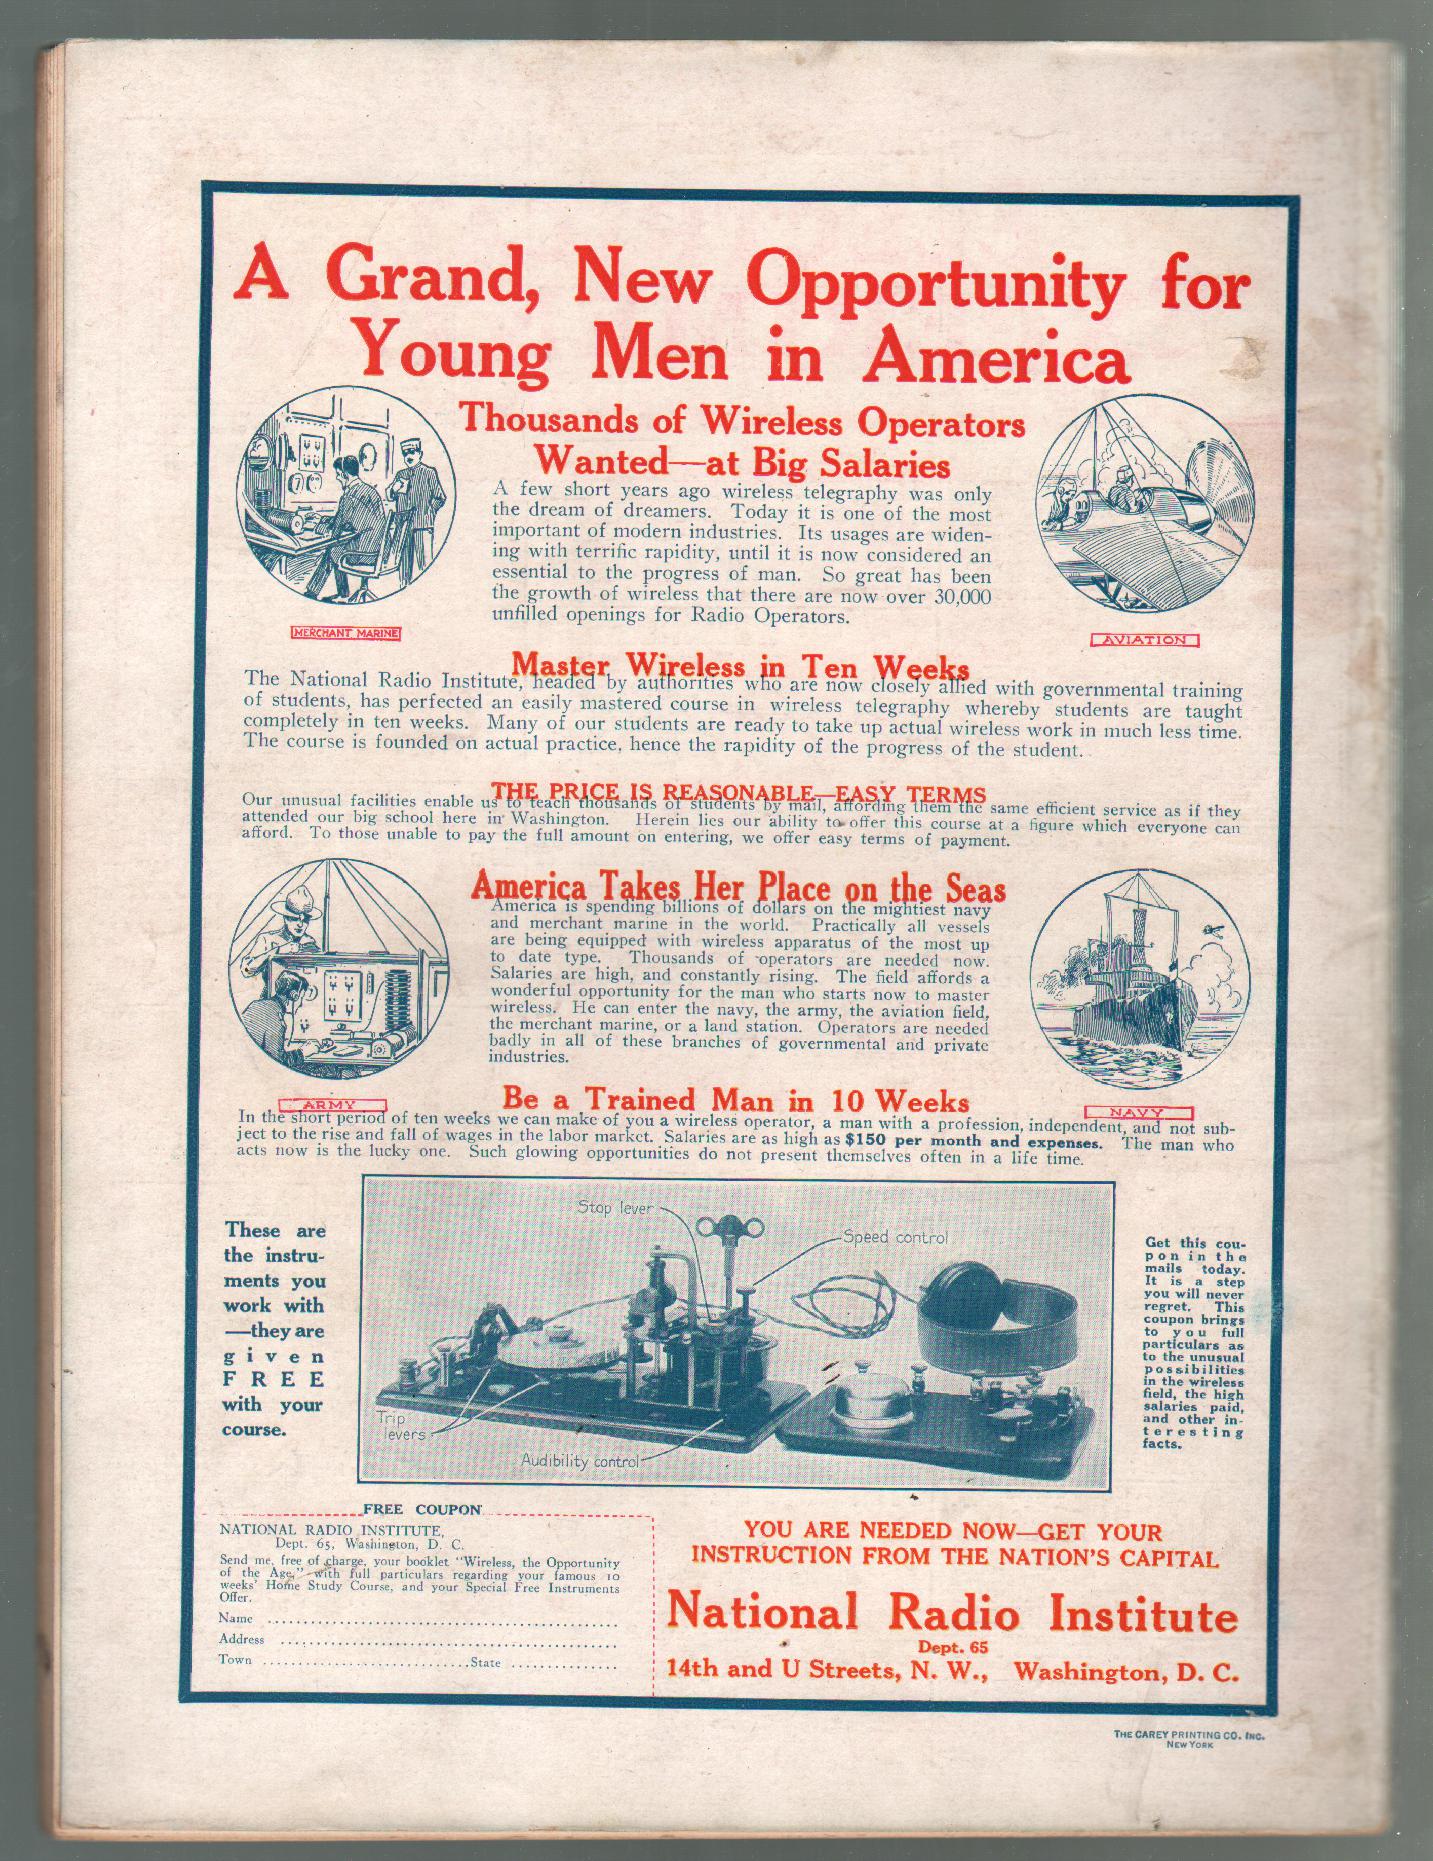 A Grand, New Opportunity for
Young Men in America
Thousands of Wireless Operators
Wanted—at Big Salaries
A few short years ago wireless telegraphy was only
the dream of dreamers. Today it is one of the most
important of modern industries. Its usages are widen-
ing with terrific rapidity, until it is now considered an
essential to the progress of man. So great has been
the growth of wireless that there are now over 30,000
unfilled openings for Radio Operators.
MERCHANT MARINE
AVIATION
Master Wireless in Ten Weeks
The National Radio Institute, headed by authorities who are now closely allied with governmental training
of students, has perfected an easily mastered course in wireless telegraphy whereby students are taught
completely in ten weeks. Many of our students are ready to take up actual wireless work in much less time.
The course is founded on actual practice, hence the rapidity of the progress of the student.
THE PRICE IS REASONABLE—EASY TERMS
Our unusual facilities enable us to teach thousands of students by mail, affording them the same efficient service as if they
attended our big school here in Washington. Herein lies our ability to offer this course at a figure which everyone can
afford. To those unable to pay the full amount on entering, we offer easy terms of payment.
America Takes Her Place on the Seas
America is spending billions of dollars on the mightiest navy
and merchant marine in the world. Practically all vessels
are being equipped with wireless apparatus of the most up
to date type. Thousands of operators are needed now.
Salaries are high, and constantly rising. The field affords a
wonderful opportunity for the man who starts now to master
wireless. He can enter the navy, the army, the aviation field,
the merchant marine, or a land station. Operators are needed
badly in all of these branches of governmental and private
industries.
ARMY
NAVY
Be a Trained Man in 10 Weeks
In the short period of ten weeks we can make of you a wireless operator, a man with a profession, independent, and not sub-
ject to the rise and fall of wages in the labor market. Salaries are as high as $150 per month and expenses. The man who
acts now is the lucky one. Such glowing opportunities do not present themselves often in a life time.
These are
the instru-
ments you
work with
—they are
given
FREE
with your
course.
Stop lever
Speed control
Trip
levers
Audibility control
Get this cou-
pon in the
mails today.
It is a step
you will never
regret. This
coupon brings
to you full
particulars as
to the unusual
possibilities
in the wireless
field, the high
salaries paid,
and other in-
teresting
facts.
FREE COUPON
NATIONAL RADIO INSTITUTE,
Dept. 65, Washington, D. C.
Send me, free of charge, your booklet "Wireless, the Opportunity
of the Age," with full particulars regarding your famous 10
weeks' Home Study Course, and your Special Free Instruments
Offer.
Name
Address
Town State
YOU ARE NEEDED NOW—GET YOUR
INSTRUCTION FROM THE NATION'S CAPITAL
National Radio Institute
Dept. 65
14th and U Streets, N. W., Washington, D. C.
THE CAREY PRINTING CO. INC.
NEW YORK